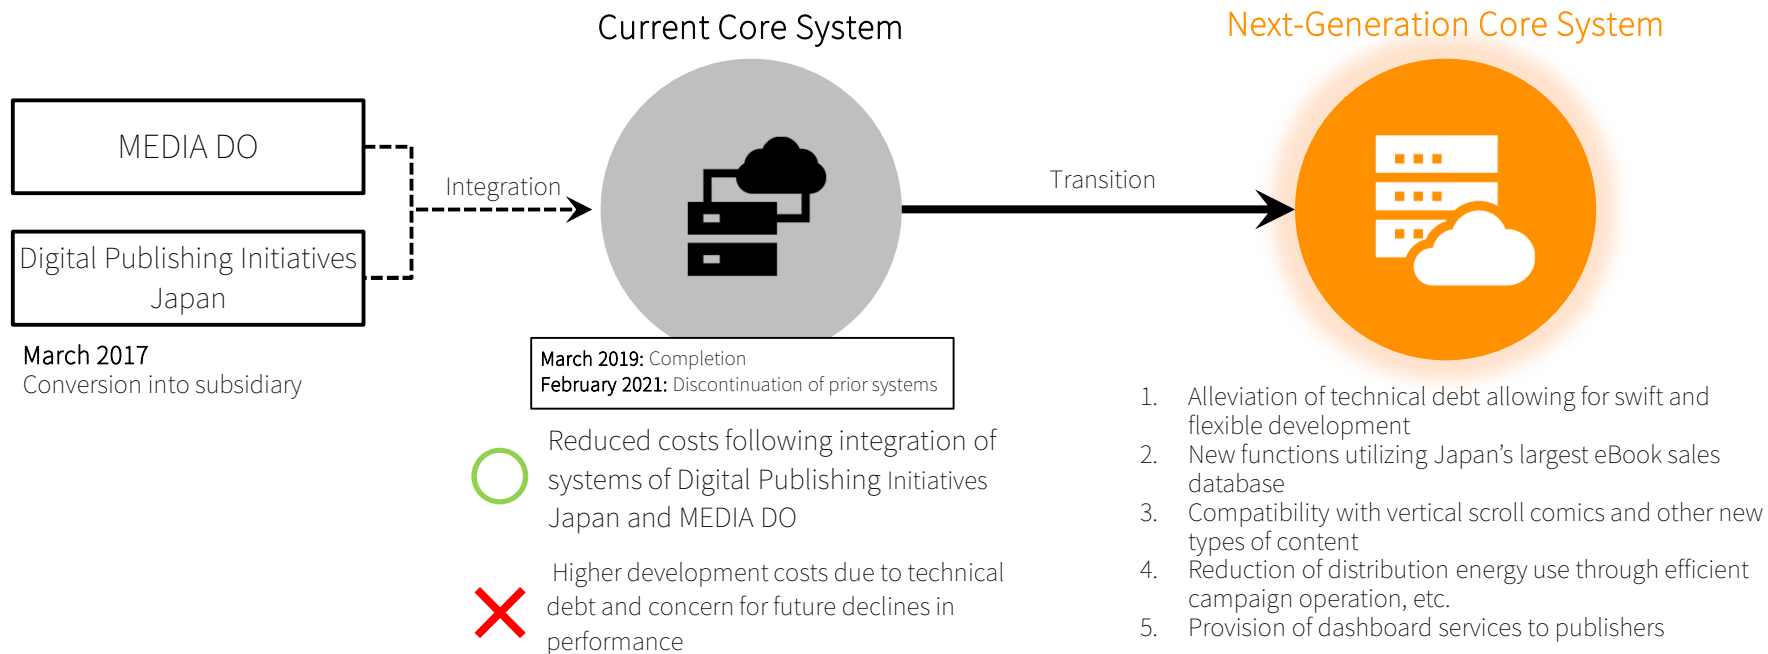 Current Core System
Next-Generation Core System
MEDIA DO
Digital Publishing Initiatives
Japan
March 2017
Conversion into subsidiary
Integration
Transition
March 2019: Completion
February 2021: Discontinuation of prior systems
Reduced costs following integration of
systems of Digital Publishing Initiatives
Japan and MEDIA DO
Higher development costs due to technical
debt and concern for future declines in
performance
1. Alleviation of technical debt allowing for swift and
flexible development
2. New functions utilizing Japan’s largest eBook sales
database
3. Compatibility with vertical scroll comics and other new
types of content
4. Reduction of distribution energy use through efficient
campaign operation, etc.
5. Provision of dashboard services to publishers